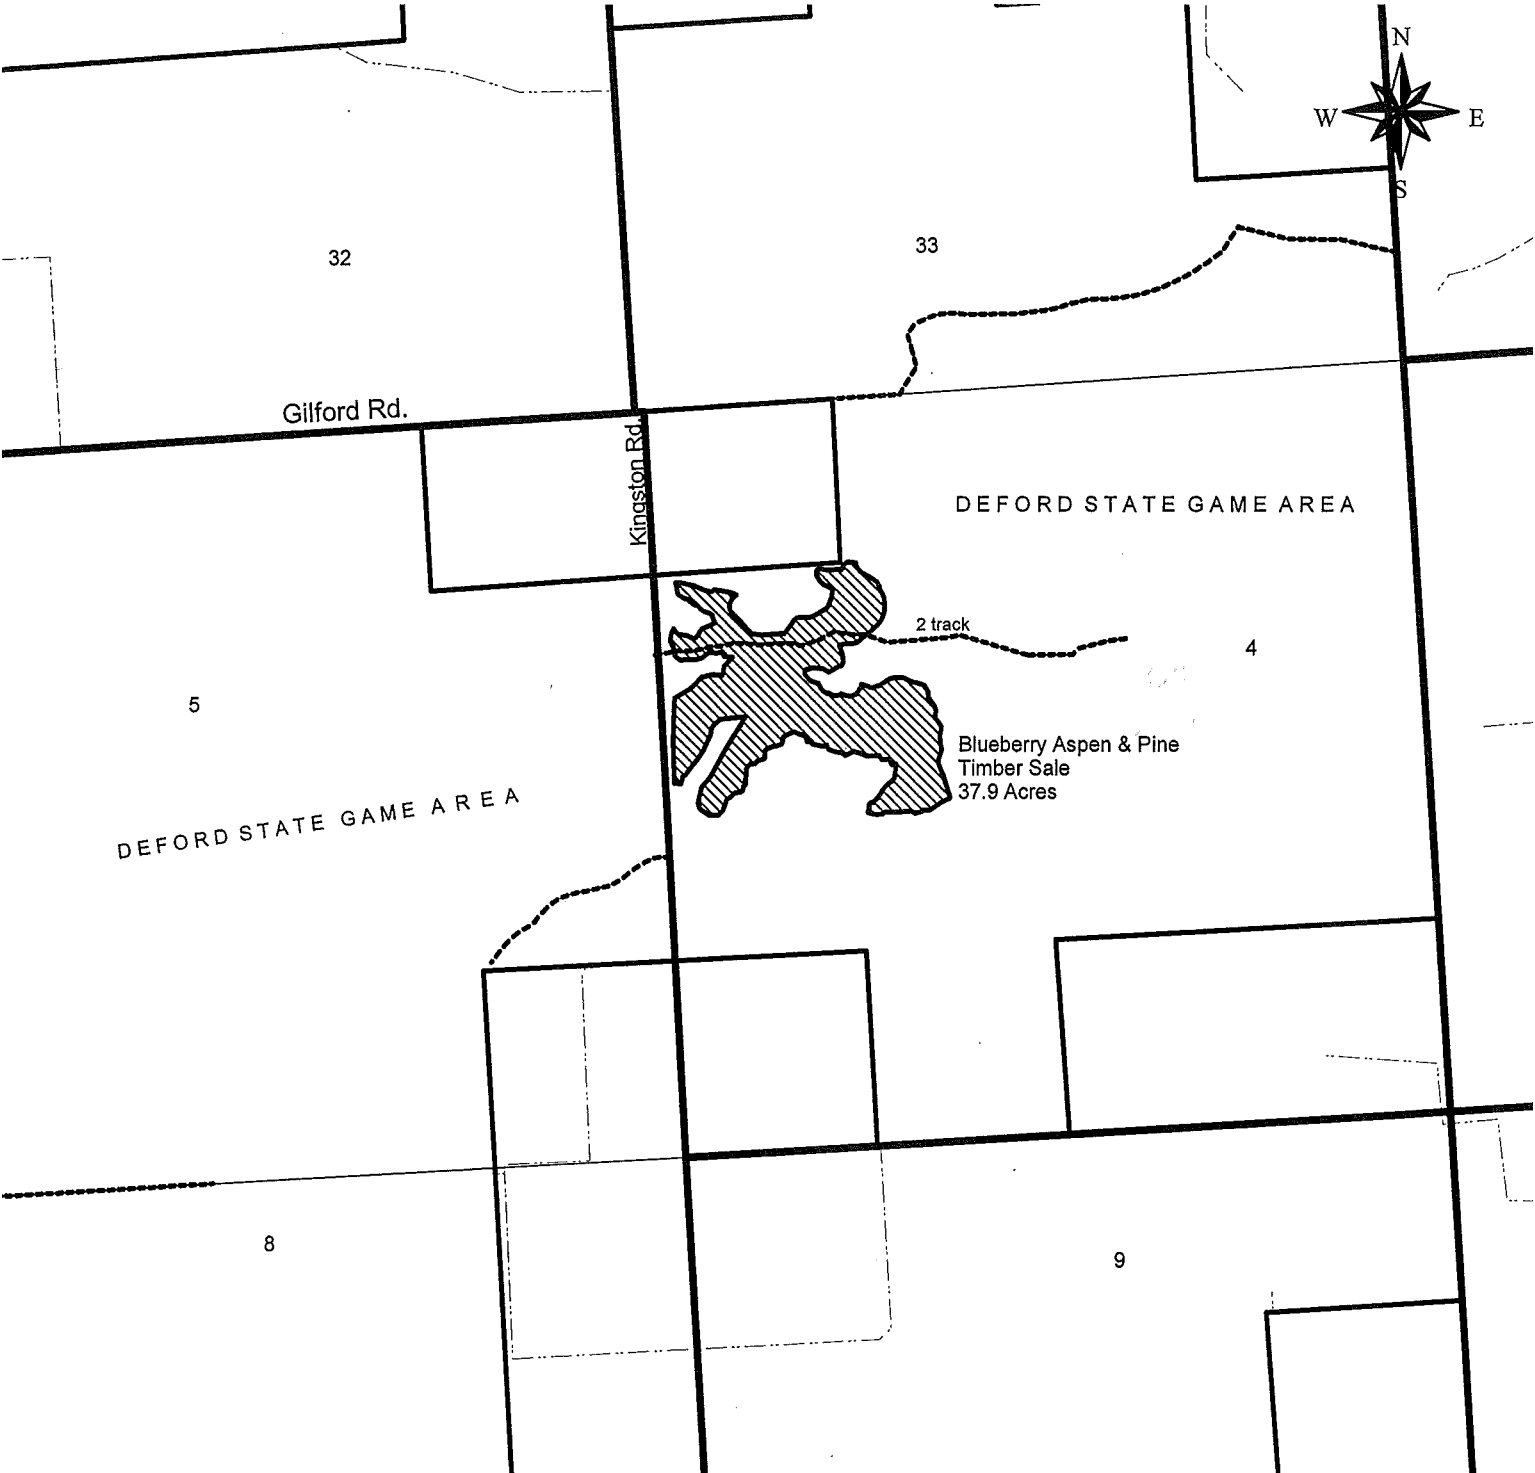 N
W E
S
32
33
Gilford Rd.
Kingston Rd.
DEFORD STATE GAME AREA
2 track
4
5
Blueberry Aspen & Pine
Timber Sale
37.9 Acres
DEFORD STATE GAME AREA
8
9